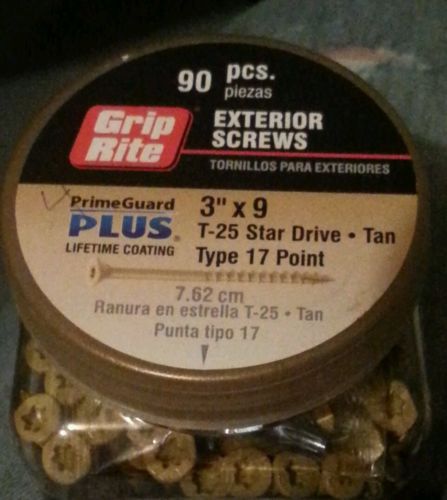 90 pcs.
piezas
Grip
Rite
EXTERIOR
SCREWS
TORNILLOS PARA EXTERIORES
PrimeGuard
PLUS®
LIFETIME COATING
3" x 9
T-25 Star Drive • Tan
Type 17 Point
7.62 cm
Ranura en estrella T-25 • Tan
Punta tipo 17